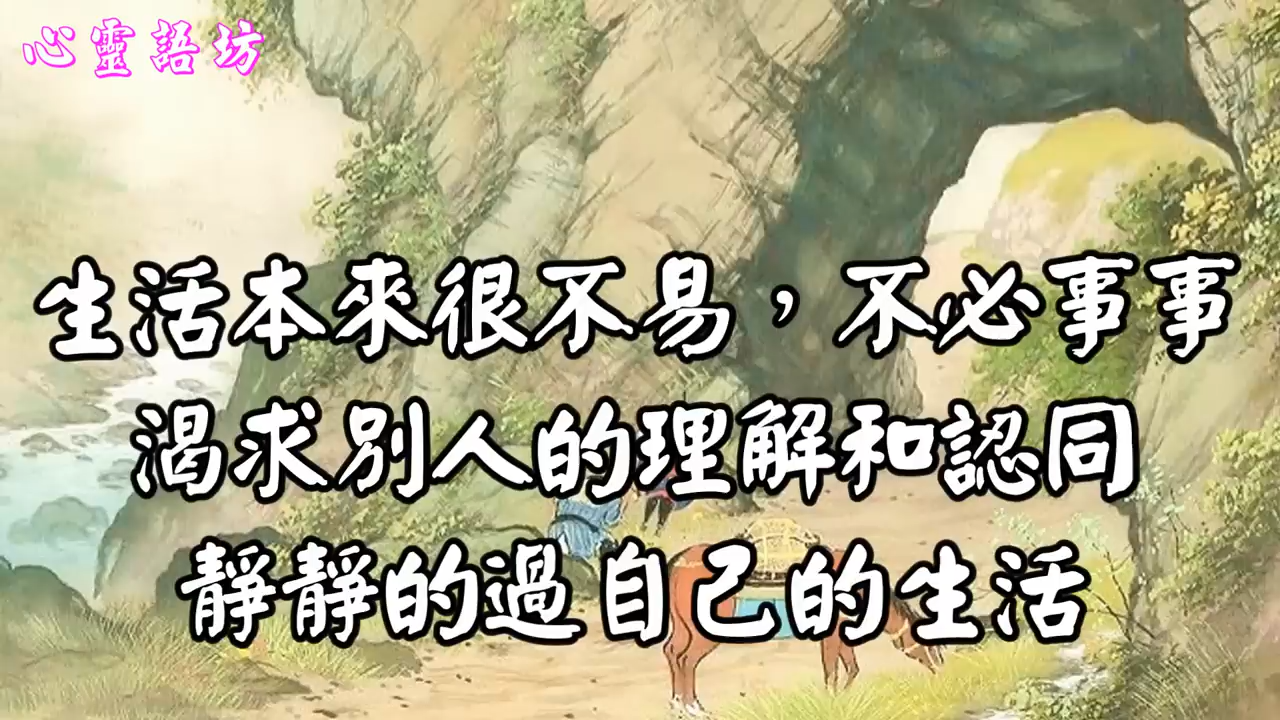 心靈語坊
生活本來很不易，不必事事
渴求別人的理解和認同
靜靜的過自己的生活